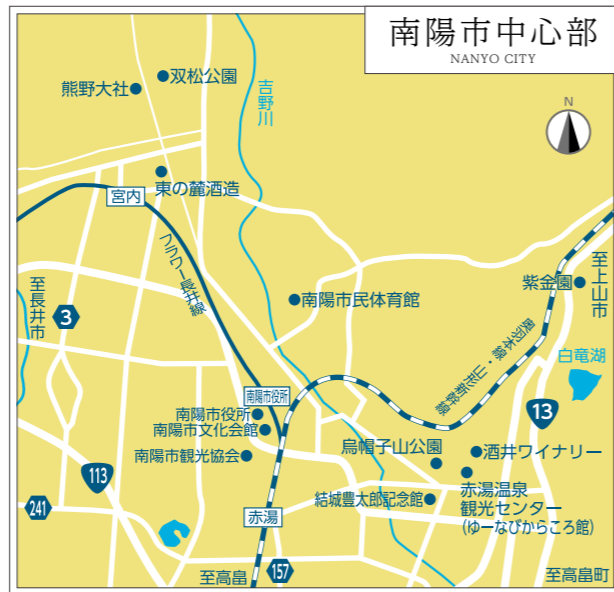 南陽市中心部
NANYO CITY
N
双松公園
熊野大社
吉野川
東の麓酒造
宮内
フラワー長井線
至長井市
3
南陽市民体育館
紫金園
至上山市
奥羽本線・山形新幹線
白竜湖
13
南陽市役所
南陽市役所
南陽市文化会館
南陽市観光協会
烏帽子山公園
酒井ワイナリー
赤湯温泉
観光センター
(ゆーなびからころ館)
結城豊太郎記念館
113
241
赤湯
157
至高畠
至高畠町